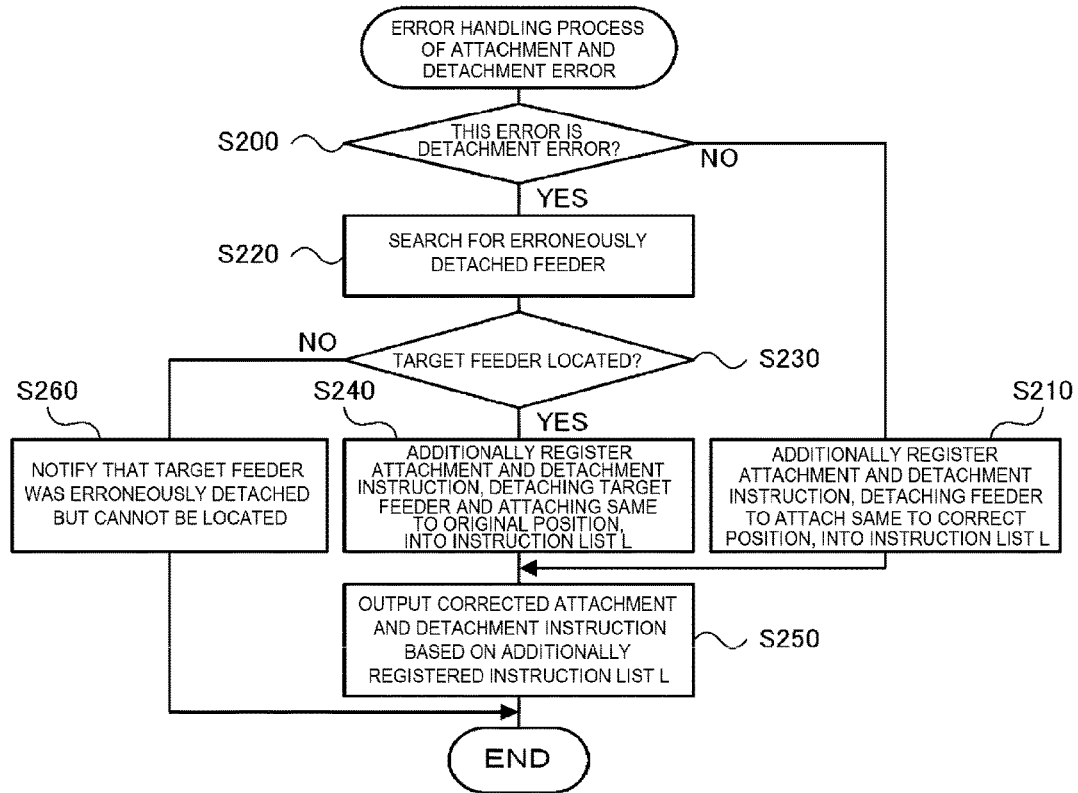 ERROR HANDLING PROCESS
OF ATTACHMENT AND
DETACHMENT ERROR
S200
THIS ERROR IS
DETACHMENT ERROR?
NO
YES
S220
SEARCH FOR ERRONEOUSLY
DETACHED FEEDER
NO
TARGET FEEDER LOCATED?
S230
S260
S240
YES
S210
NOTIFY THAT TARGET FEEDER
WAS ERRONEOUSLY DETACHED
BUT CANNOT BE LOCATED
ADDITIONALLY REGISTER
ATTACHMENT AND DETACHMENT
INSTRUCTION, DETACHING TARGET
FEEDER AND ATTACHING SAME
TO ORIGINAL POSITION,
INTO INSTRUCTION LIST L
ADDITIONALLY REGISTER
ATTACHMENT AND DETACHMENT
INSTRUCTION, DETACHING FEEDER
TO ATTACH SAME TO CORRECT
POSITION, INTO INSTRUCTION LIST L
OUTPUT CORRECTED ATTACHMENT
AND DETACHMENT INSTRUCTION
BASED ON ADDITIONALLY
REGISTERED INSTRUCTION LIST L
S250
END